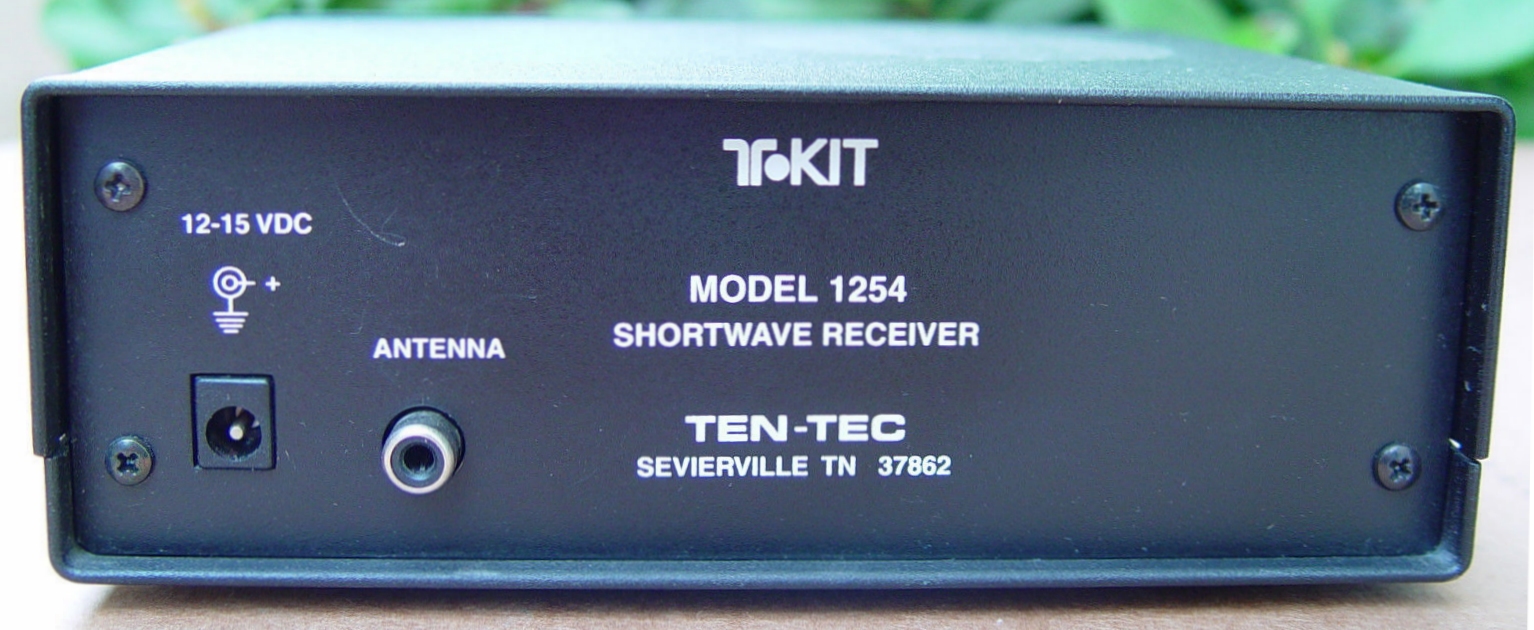 T-KIT
12-15 VDC
+
ANTENNA
MODEL 1254
SHORTWAVE RECEIVER
TEN-TEC
SEVIERVILLE TN 37862